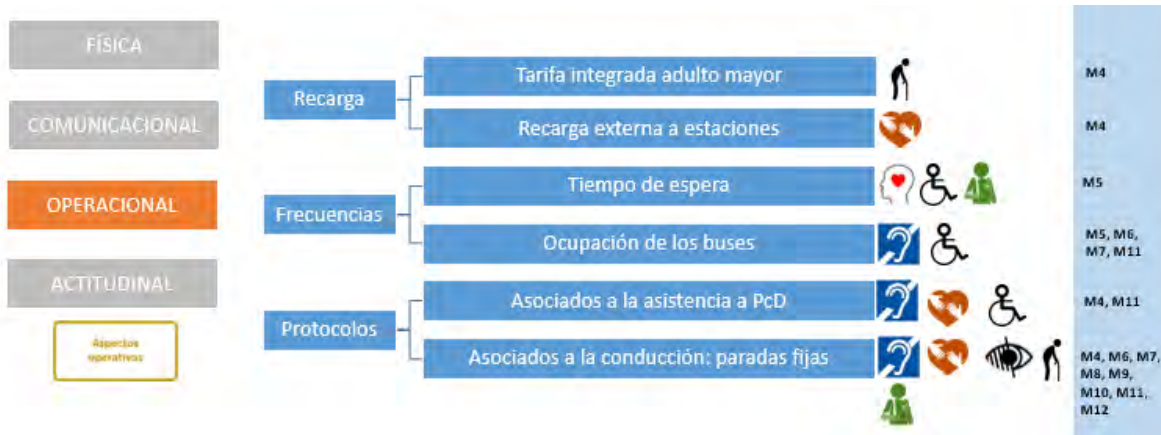 FÍSICA
COMUNICACIONAL
OPERACIONAL
ACTITUDINAL
Aspectos
operativos
Recarga
Tarifa integrada adulto mayor
M4
Recarga externa a estaciones
M4
Frecuencias
Tiempo de espera
M5
Ocupación de los buses
M5, M6,
M7, M11
Protocolos
Asociados a la asistencia a PcD
M4, M11
Asociados a la conducción: paradas fijas
M4, M6, M7,
M8, M9,
M10, M11,
M12